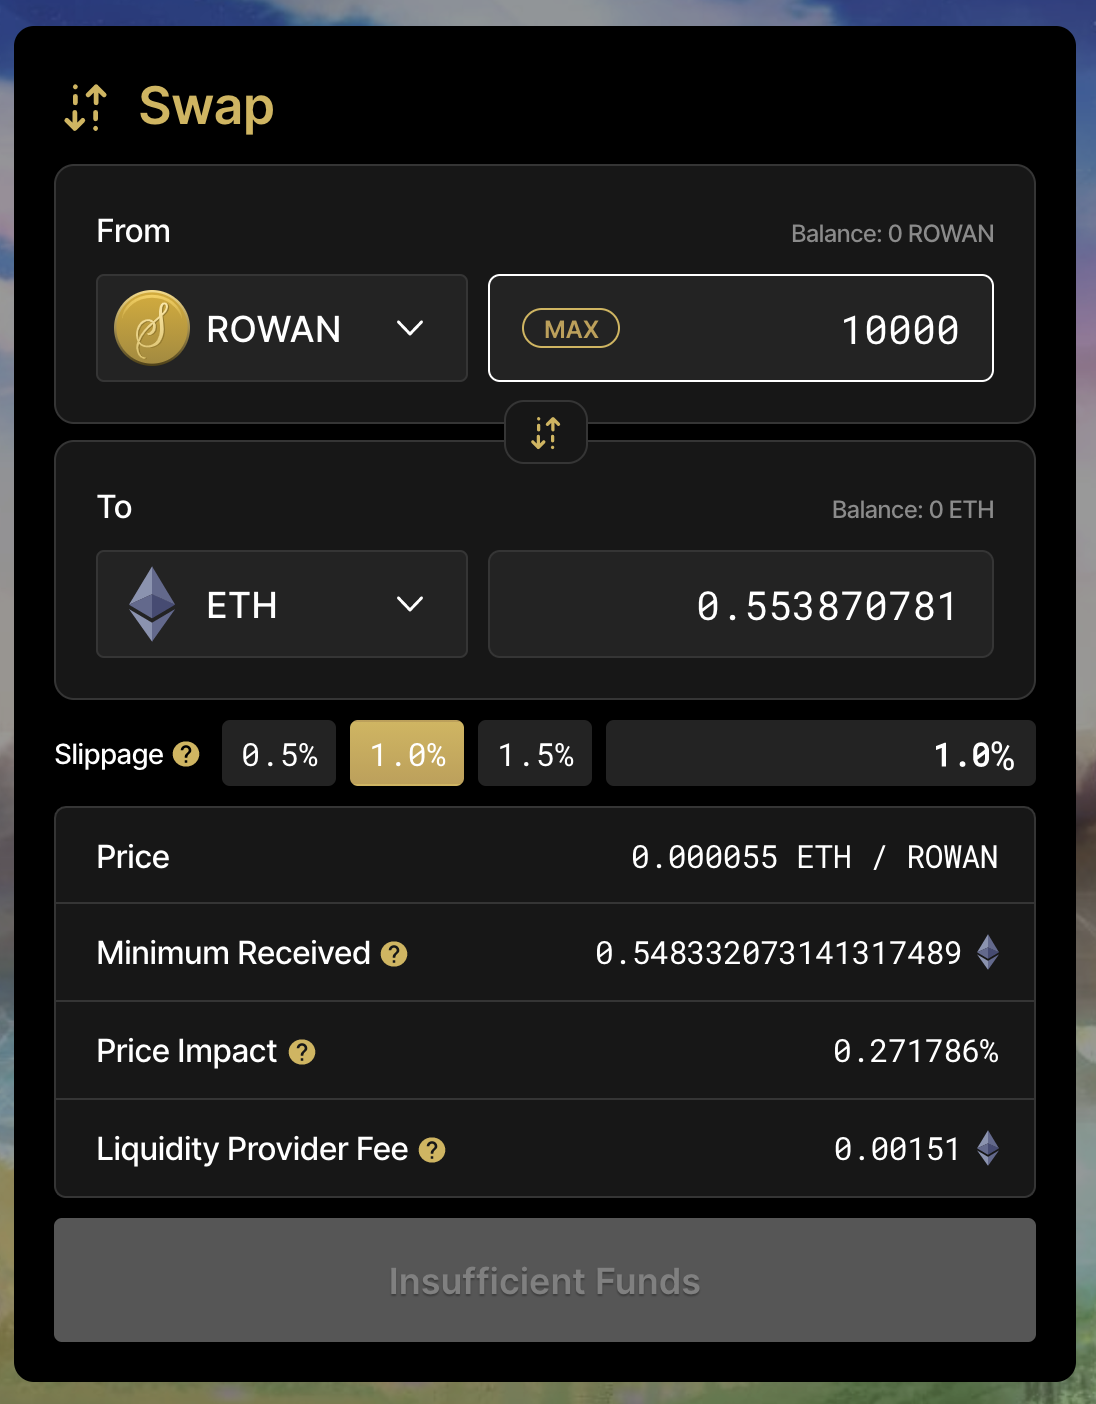 Swap
From
Balance: 0 ROWAN
ROWAN
MAX
10000
To
Balance: 0 ETH
ETH
0.553870781
Slippage ?
0.5%
1.0%
1.5%
1.0%
Price
0.000055 ETH / ROWAN
Minimum Received ?
0.548332073141317489
Price Impact ?
0.271786%
Liquidity Provider Fee ?
0.00151
Insufficient Funds